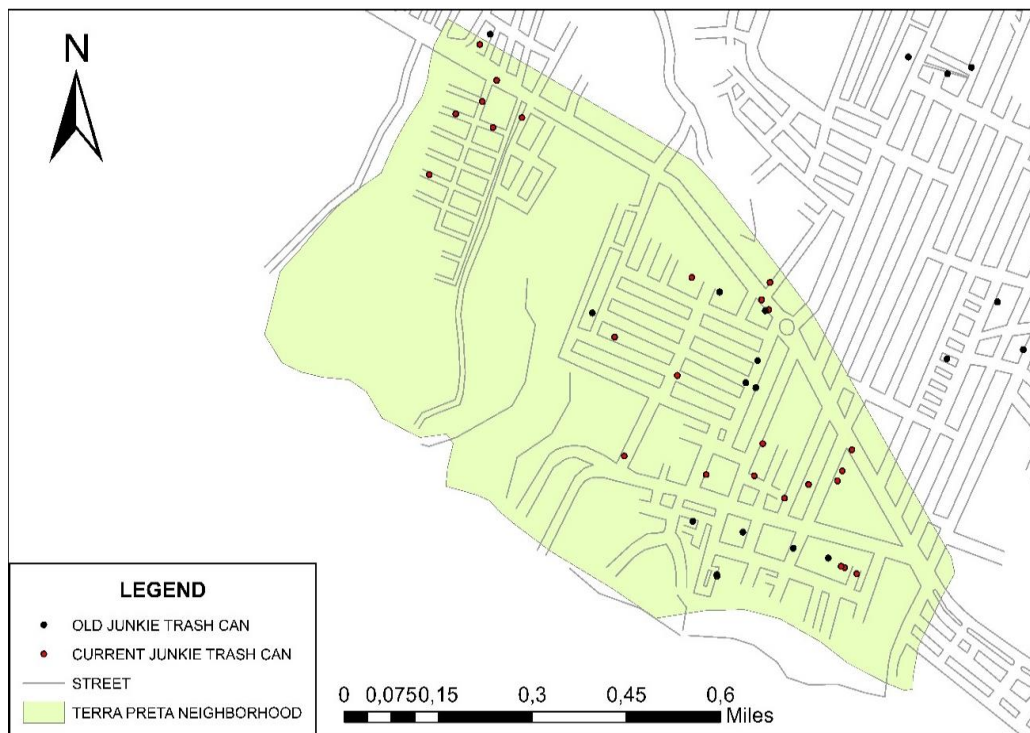 N
LEGEND
OLD JUNKIE TRASH CAN
CURRENT JUNKIE TRASH CAN
STREET
TERRA PRETA NEIGHBORHOOD
0 0,0750,15 0,3 0,45 0,6
Miles